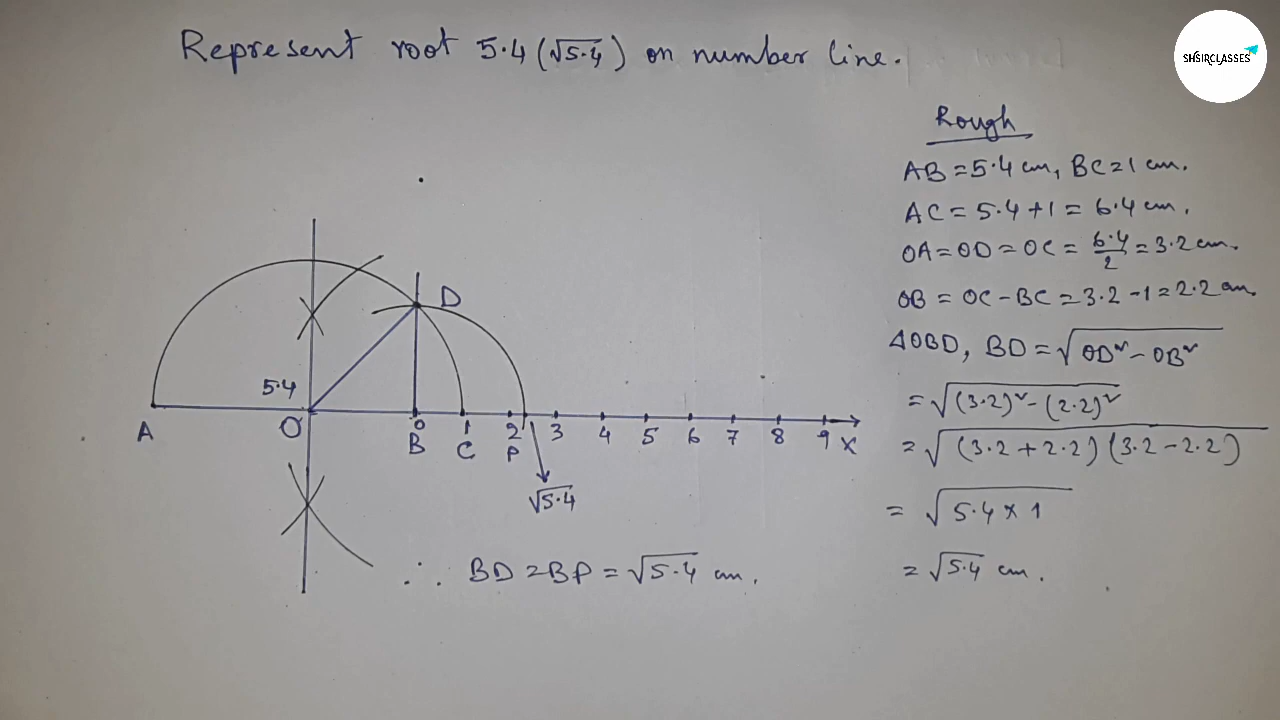 Represent root 5.4 (√5.4) on number line.
SHSIRCLASSES
Rough
AB = 5.4 cm, BC = 1 cm.
AC = 5.4 + 1 = 6.4 cm.
OA = OD = OC = 6.4/2 = 3.2 cm.
OB = OC - BC = 3.2 - 1 = 2.2 cm.
△OBD, BD = √OD² - OB²
= √(3.2)² - (2.2)²
= √(3.2 + 2.2) (3.2 - 2.2)
= √5.4 × 1
= √5.4 cm.
D
5.4
A O B 0 C 1 2 P 3 4 5 6 7 8 9 X
√5.4
∴ BD = BP = √5.4 cm.